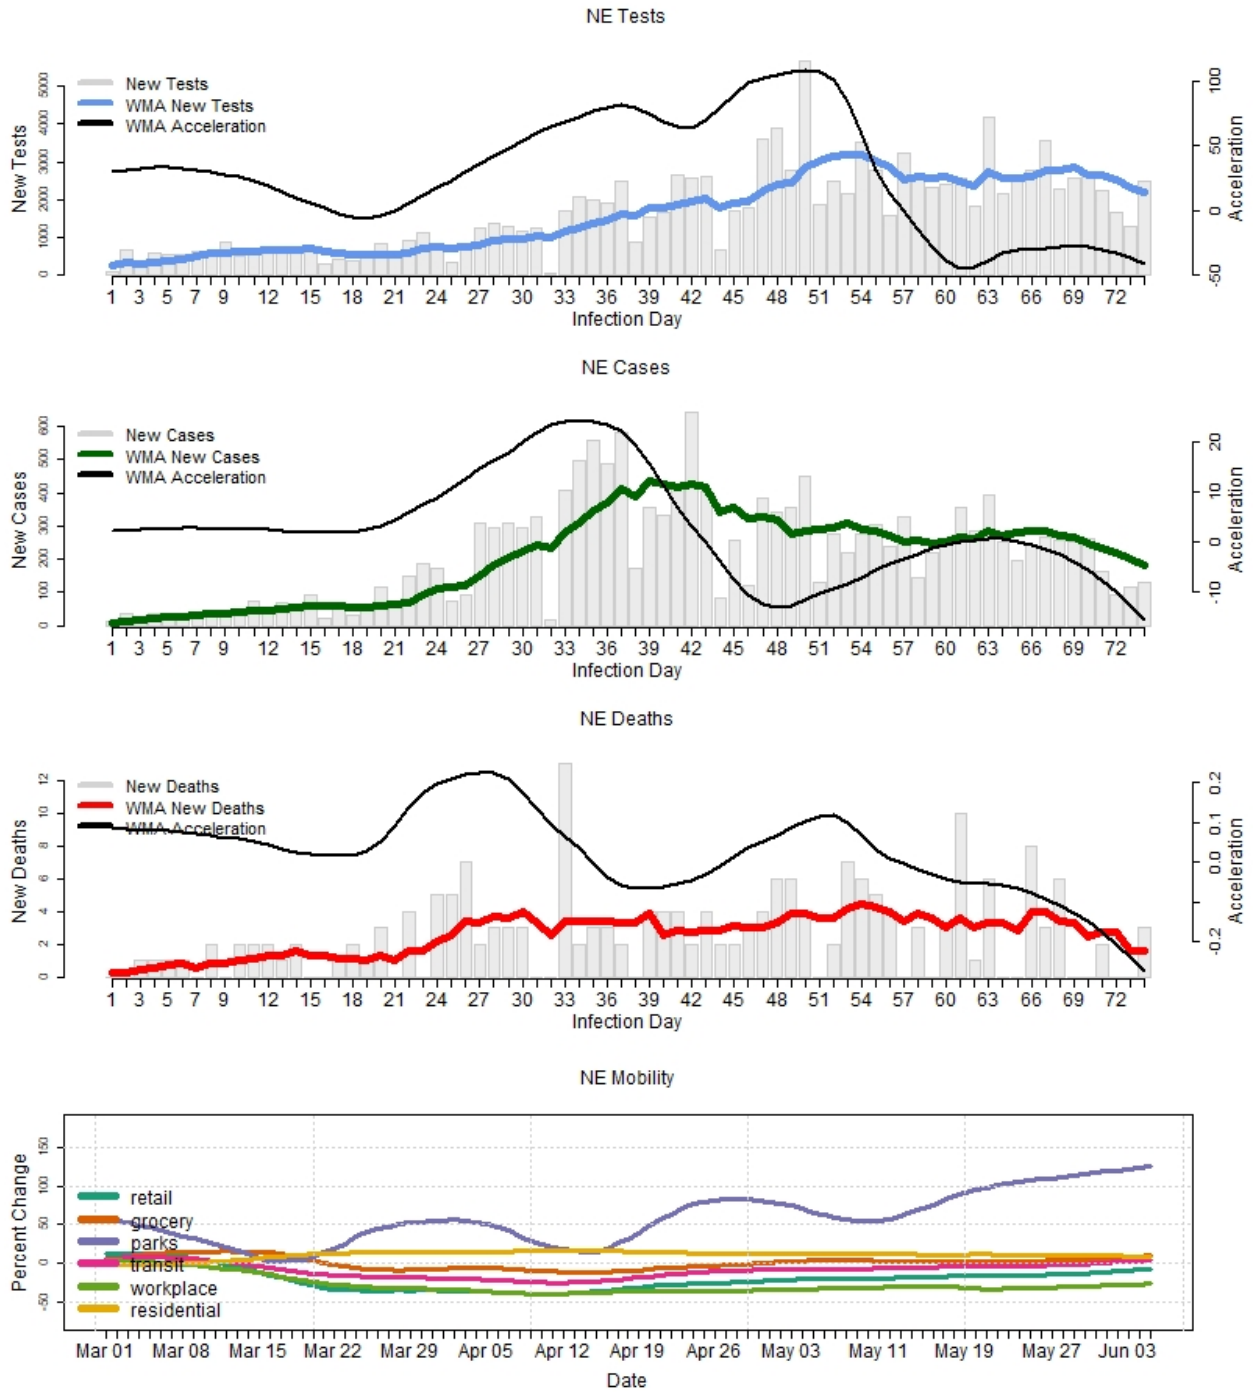 NE Tests
New Tests
WMA New Tests
WMA Acceleration
New Tests
0 1000 2000 3000 4000 5000
-50 0 50 100
Acceleration
1 3 5 7 9 12 15 18 21 24 27 30 33 36 39 42 45 48 51 54 57 60 63 66 69 72
Infection Day
NE Cases
New Cases
WMA New Cases
WMA Acceleration
New Cases
0 100 200 300 400 500 600
-10 0 10 20
Acceleration
1 3 5 7 9 12 15 18 21 24 27 30 33 36 39 42 45 48 51 54 57 60 63 66 69 72
Infection Day
NE Deaths
New Deaths
WMA New Deaths
WMA Acceleration
New Deaths
0 2 4 6 8 10 12
-0.2 0.0 0.1 0.2
Acceleration
1 3 5 7 9 12 15 18 21 24 27 30 33 36 39 42 45 48 51 54 57 60 63 66 69 72
Infection Day
NE Mobility
retail
grocery
parks
transit
workplace
residential
Percent Change
-50 0 50 100 150
Mar 01 Mar 08 Mar 15 Mar 22 Mar 29 Apr 05 Apr 12 Apr 19 Apr 26 May 03 May 11 May 19 May 27 Jun 03
Date